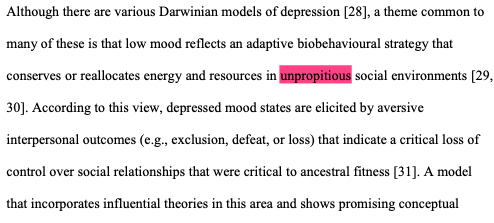 Although there are various Darwinian models of depression [28], a theme common to
many of these is that low mood reflects an adaptive biobehavioural strategy that
conserves or reallocates energy and resources in unpropitious social environments [29,
30]. According to this view, depressed mood states are elicited by aversive
interpersonal outcomes (e.g., exclusion, defeat, or loss) that indicate a critical loss of
control over social relationships that were critical to ancestral fitness [31]. A model
that incorporates influential theories in this area and shows promising conceptual